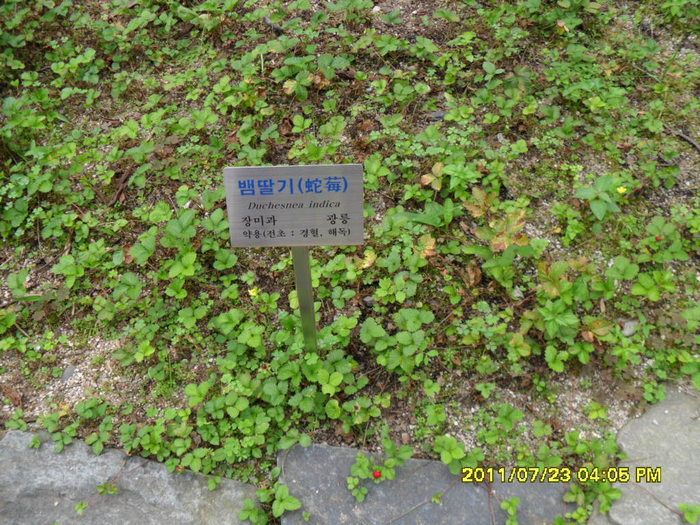 뱀딸기(蛇莓)
Duchesnea indica
장미과 광릉
약용(전초 : 경혈, 해독)
2011/07/23 04:05 PM